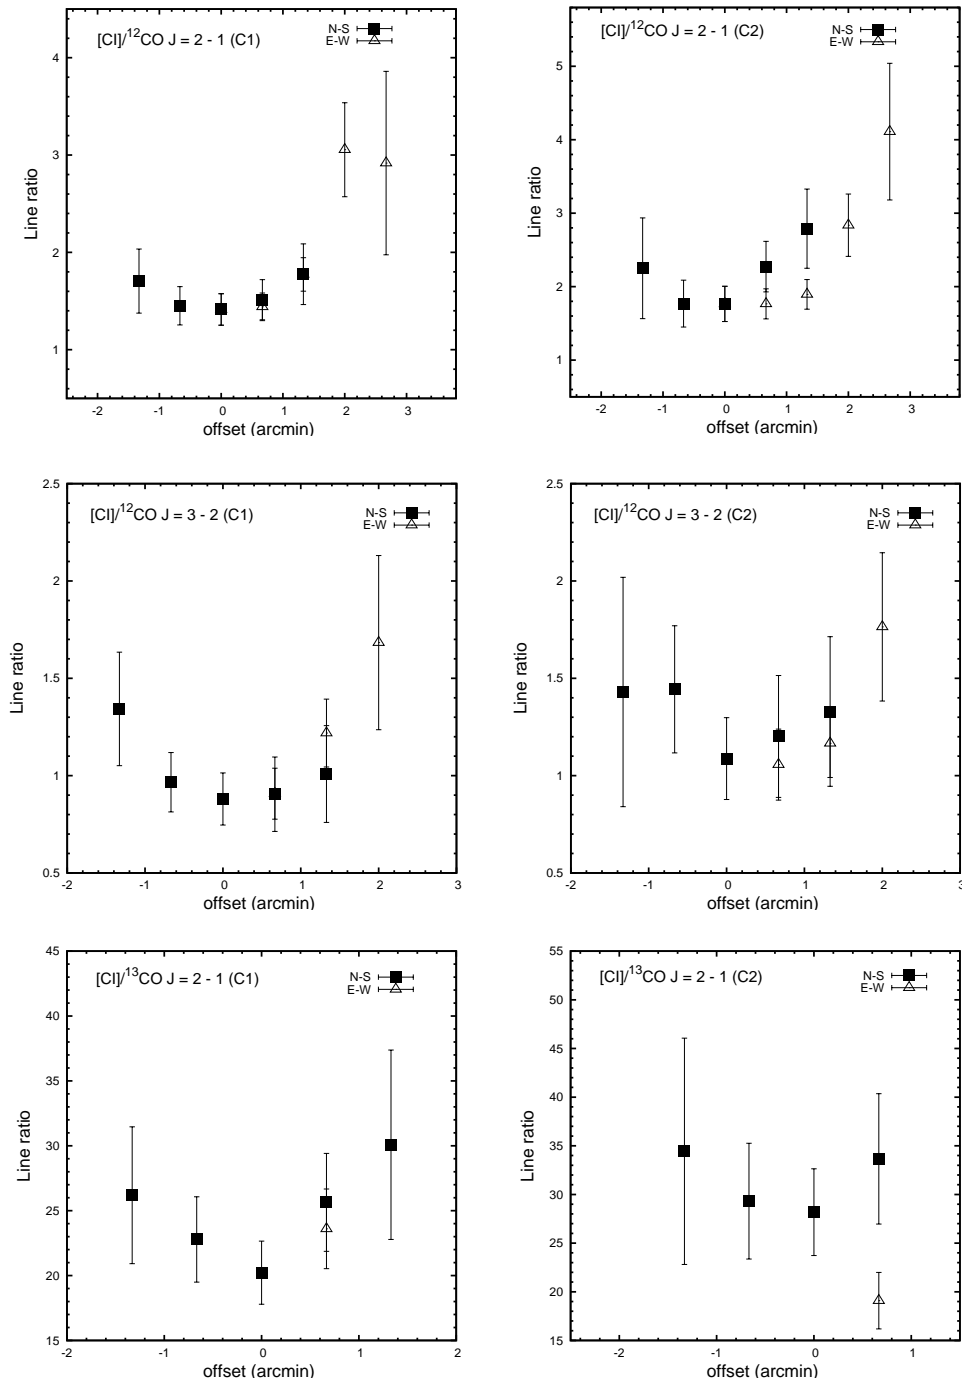 [CI]/¹²CO J = 2 - 1 (C1)
N-S
E-W
Line ratio
4
3
2
1
-2 -1 0 1 2 3
offset (arcmin)
[CI]/¹²CO J = 2 - 1 (C2)
N-S
E-W
Line ratio
5
4
3
2
1
-2 -1 0 1 2 3
offset (arcmin)
[CI]/¹²CO J = 3 - 2 (C1)
N-S
E-W
Line ratio
2.5
2
1.5
1
0.5
-2 -1 0 1 2 3
offset (arcmin)
[CI]/¹²CO J = 3 - 2 (C2)
N-S
E-W
Line ratio
2.5
2
1.5
1
0.5
-2 -1 0 1 2 3
offset (arcmin)
[CI]/¹³CO J = 2 - 1 (C1)
N-S
E-W
Line ratio
45
40
35
30
25
20
15
-2 -1 0 1 2
offset (arcmin)
[CI]/¹³CO J = 2 - 1 (C2)
N-S
E-W
Line ratio
55
50
45
40
35
30
25
20
15
-2 -1 0 1
offset (arcmin)